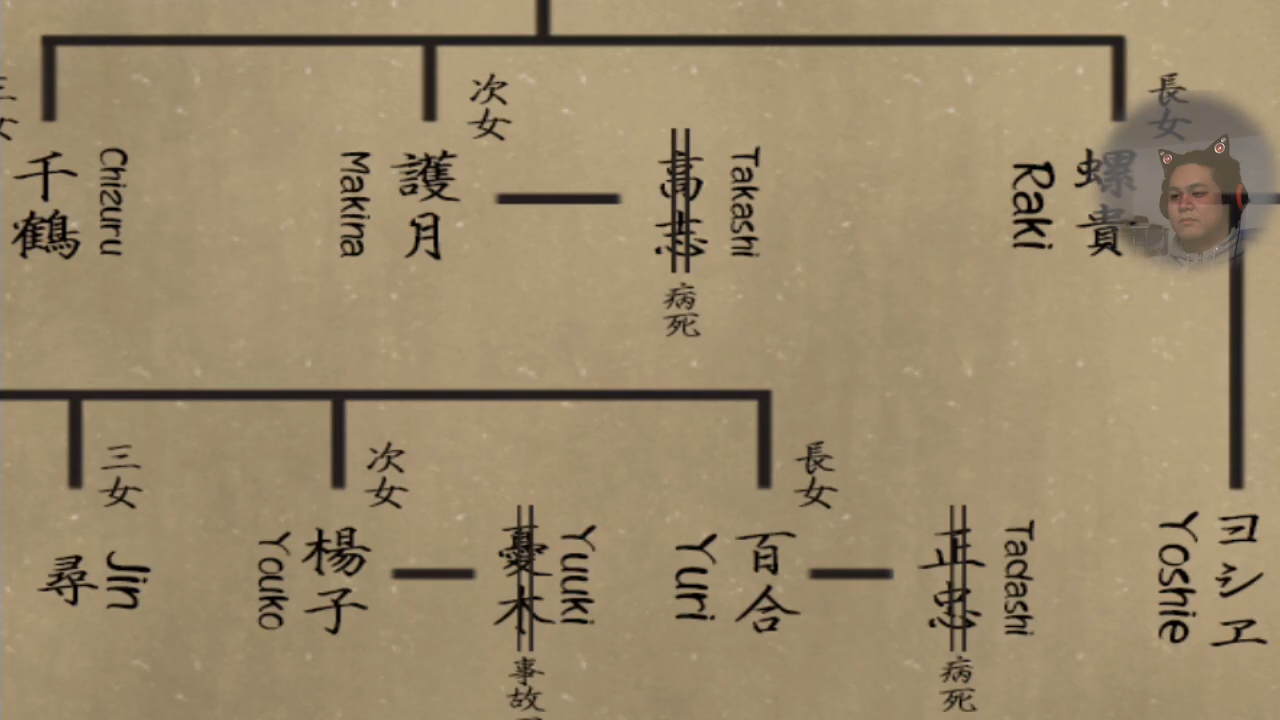 長女
螺貴
Raki
Takashi
高志
病死
次女
護月
Makina
Chizuru
千鶴
ヨシヱ
Yoshie
Tadashi
正忠
病死
長女
百合
Yuri
Yuuki
憂木
事故
次女
楊子
Youko
三女
Jin
尋